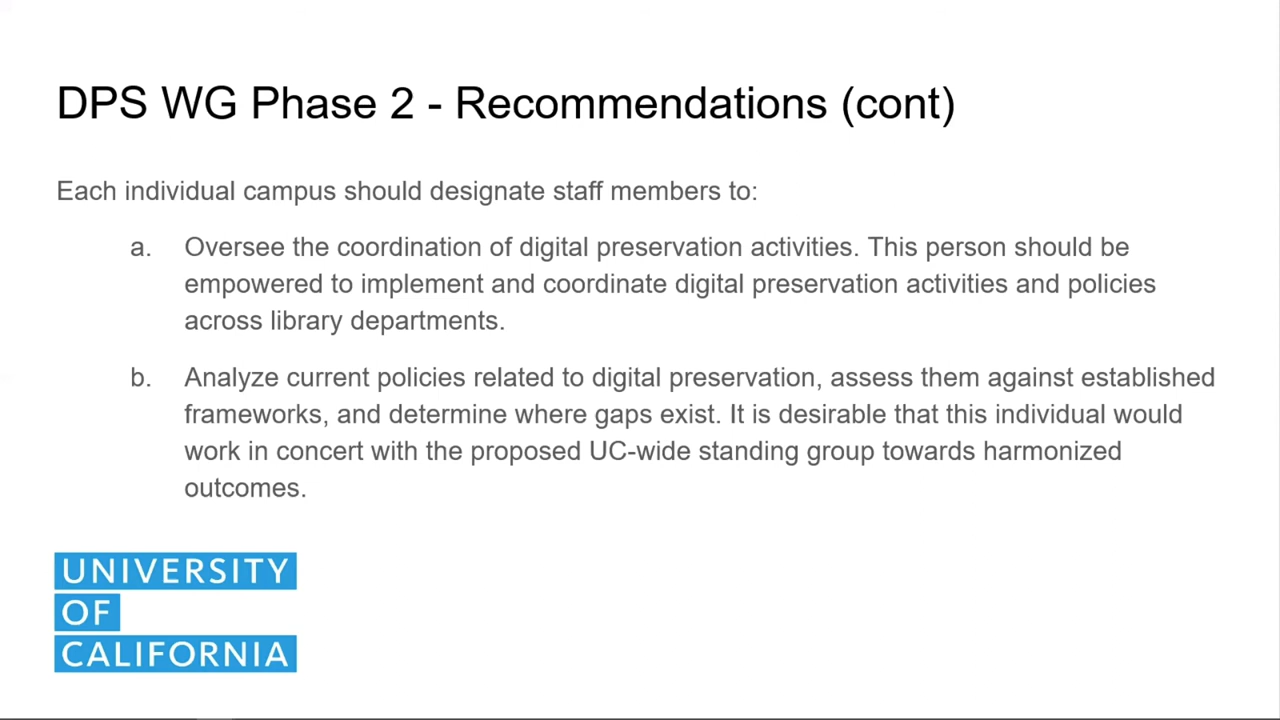 DPS WG Phase 2 - Recommendations (cont)
Each individual campus should designate staff members to:
a. Oversee the coordination of digital preservation activities. This person should be
empowered to implement and coordinate digital preservation activities and policies
across library departments.
b. Analyze current policies related to digital preservation, assess them against established
frameworks, and determine where gaps exist. It is desirable that this individual would
work in concert with the proposed UC-wide standing group towards harmonized
outcomes.
UNIVERSITY
OF
CALIFORNIA